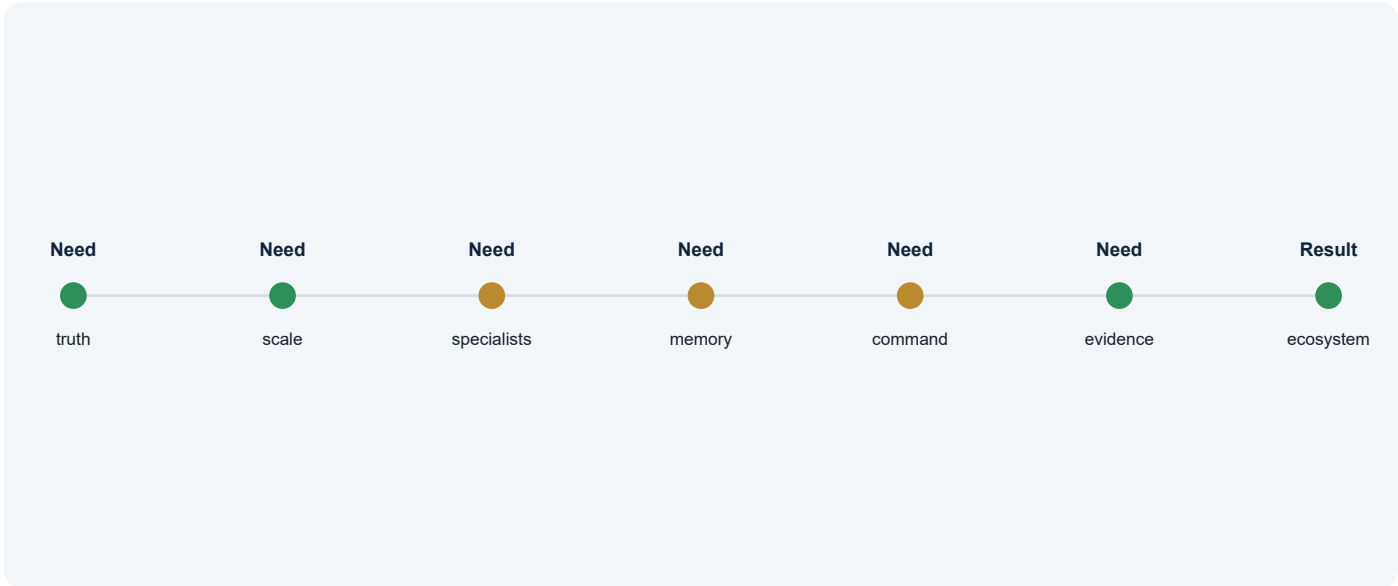 Need
Need
Need
Need
Need
Need
Result
truth
scale
specialists
memory
command
evidence
ecosystem